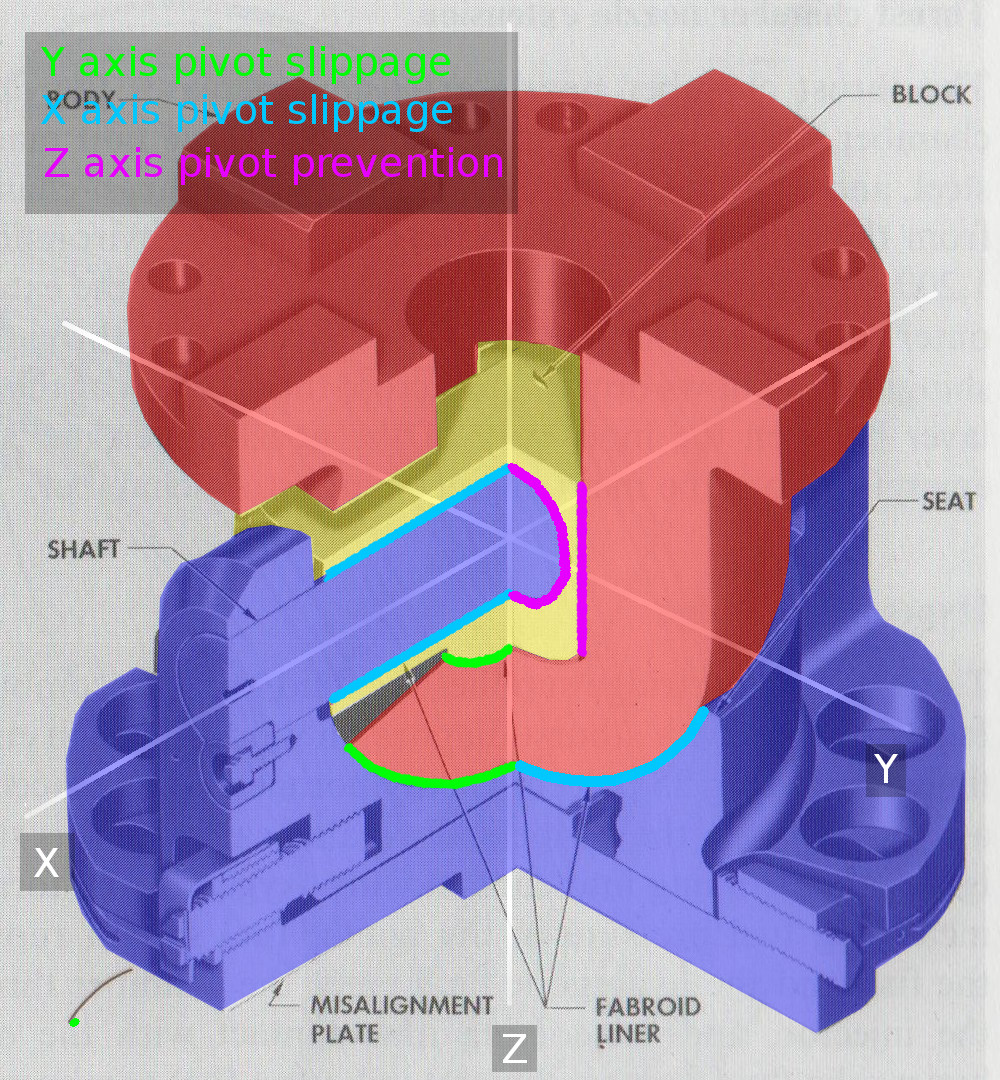 Y axis pivot slippage
BODY
X axis pivot slippage
Z axis pivot prevention
BLOCK
SEAT
SHAFT
Y
X
MISALIGNMENT
PLATE
FABROID
LINER
Z